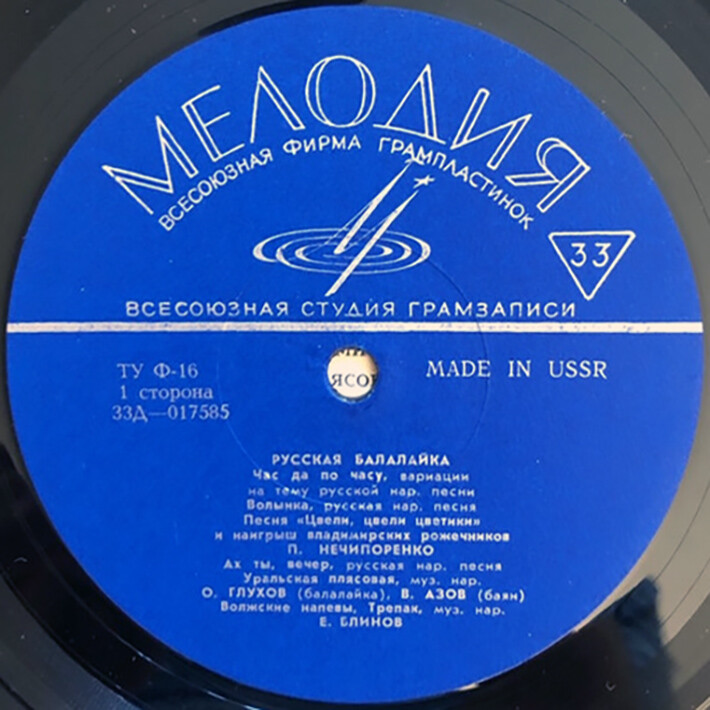 МЕЛОДИЯ
ВСЕСОЮЗНАЯ ФИРМА ГРАМПЛАСТИНОК
33
ВСЕСОЮЗНАЯ СТУДИЯ ГРАМЗАПИСИ
ТУ Ф-16
1 сторона
33Д—017585
MADE IN USSR
РУССКАЯ БАЛАЛАЙКА
Час да по часу, вариации
на тему русской нар. песни
Волынка, русская нар. песня
Песня «Цвели, цвели цветики»
и наигрыш владимирских рожечников
П. НЕЧИПОРЕНКО
Ах ты, вечер, русская нар. песня
Уральская плясовая, муз. нар.
О. ГЛУХОВ (балалайка), В. АЗОВ (баян)
Волжские напевы, Трепак, муз. нар.
Е. БЛИНОВ